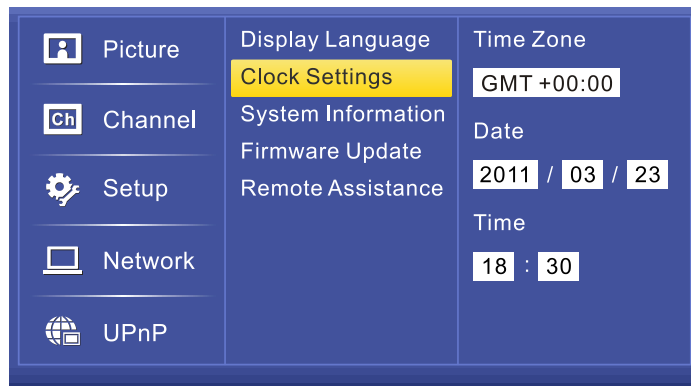 Picture
Ch Channel
Setup
Network
UPnP
Display Language
Clock Settings
System Information
Firmware Update
Remote Assistance
Time Zone
GMT +00:00
Date
2011 / 03 / 23
Time
18 : 30